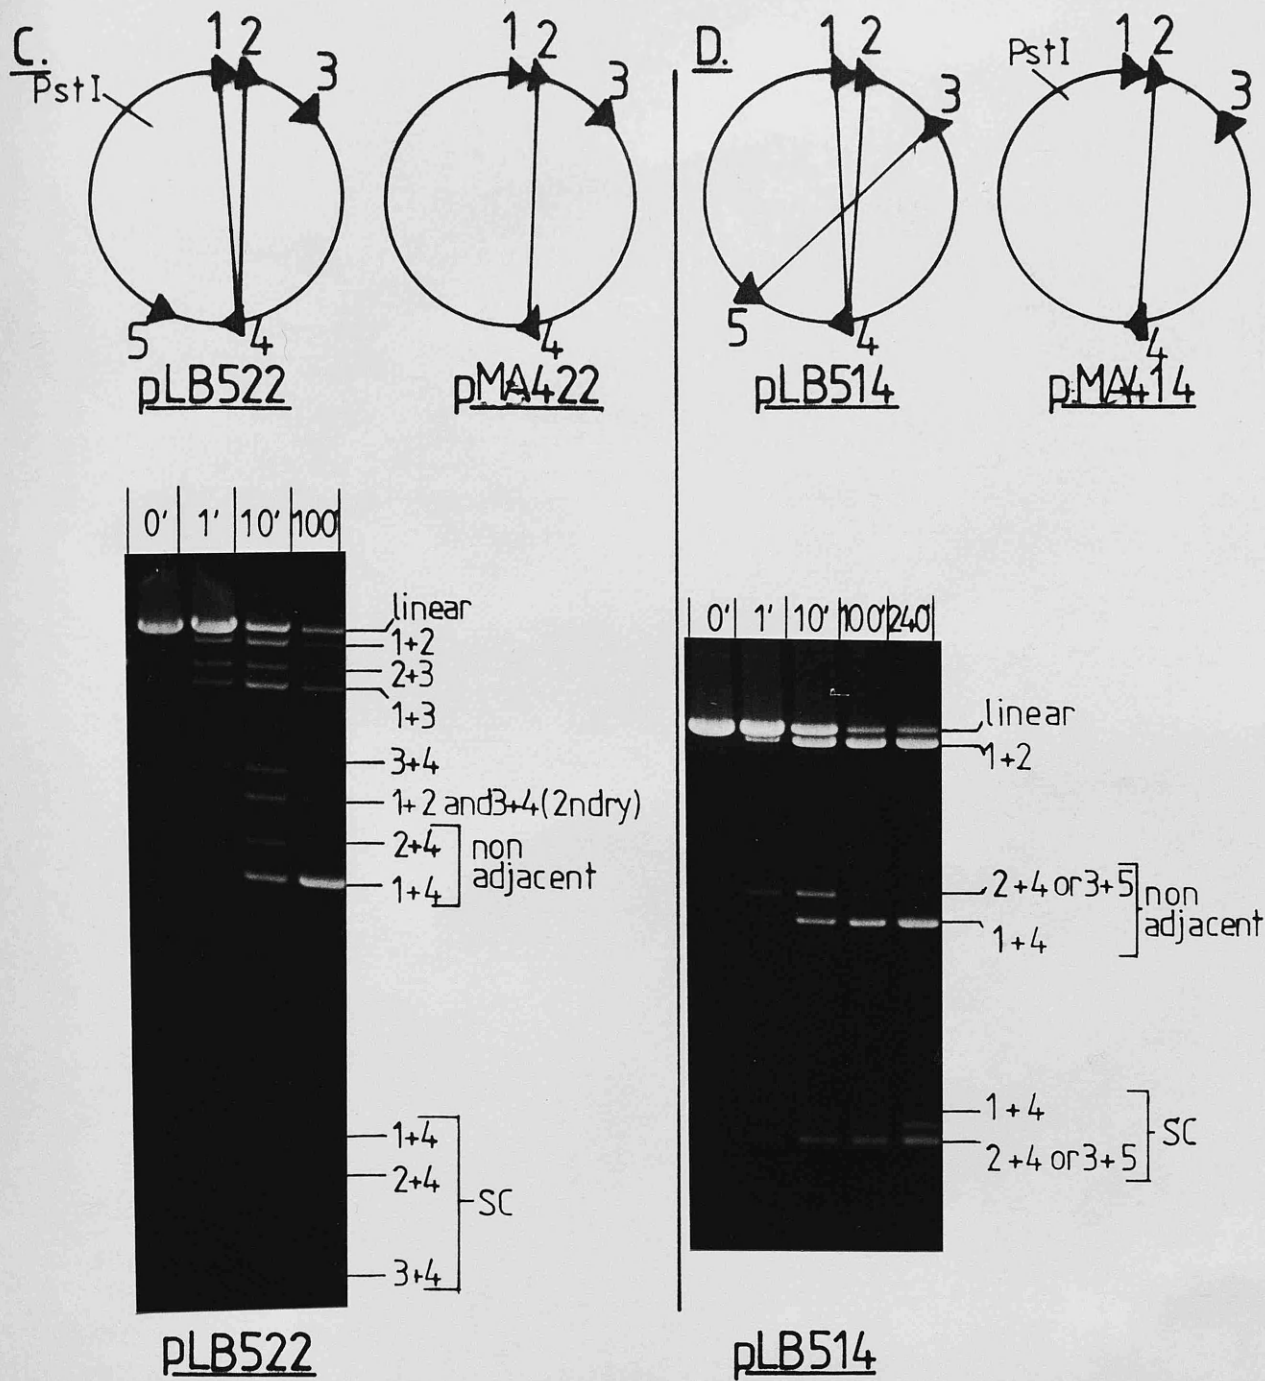 C.
PstI
1 2
3
4
5
pLB522
1 2
3
4
pMA422
D.
1 2
3
4
5
pLB514
PstI
1 2
3
4
pMA414
0' 1' 10' 100'
linear
1+2
2+3
1+3
3+4
1+2 and3+4(2ndry)
2+4
1+4
non
adjacent
1+4
2+4
3+4
SC
pLB522
0' 1' 10' 100' 240'
linear
1+2
2+4 or 3+5
1+4
non
adjacent
1+4
2+4 or 3+5
SC
pLB514